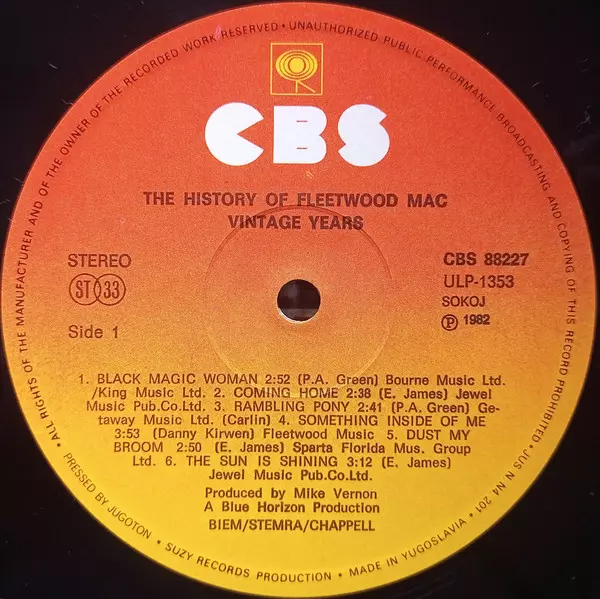 ALL RIGHTS OF THE MANUFACTURER AND OF THE OWNER OF THE RECORDED WORK RESERVED • UNAUTHORIZED PUBLIC PERFORMANCE BROADCASTING AND COPYING OF THIS RECORD PROHIBITED • JUS N N4 201
CBS
THE HISTORY OF FLEETWOOD MAC
VINTAGE YEARS
STEREO
ST 33
Side 1
CBS 88227
ULP-1353
SOKOJ
Ⓟ 1982
1. BLACK MAGIC WOMAN 2:52 (P.A. Green) Bourne Music Ltd.
/King Music Ltd. 2. COMING HOME 2:38 (E. James) Jewel
Music Pub.Co.Ltd. 3. RAMBLING PONY 2:41 (P.A. Green) Ge-
taway Music Ltd. (Carlin) 4. SOMETHING INSIDE OF ME
3:53 (Danny Kirwen) Fleetwood Music 5. DUST MY
BROOM 2:50 (E. James) Sparta Florida Mus. Group
Ltd. 6. THE SUN IS SHINING 3:12 (E. James)
Jewel Music Pub.Co.Ltd.
Produced by Mike Vernon
A Blue Horizon Production
BIEM/STEMRA/CHAPPELL
PRESSED BY JUGOTON • SUZY RECORDS PRODUCTION • MADE IN YUGOSLAVIA •